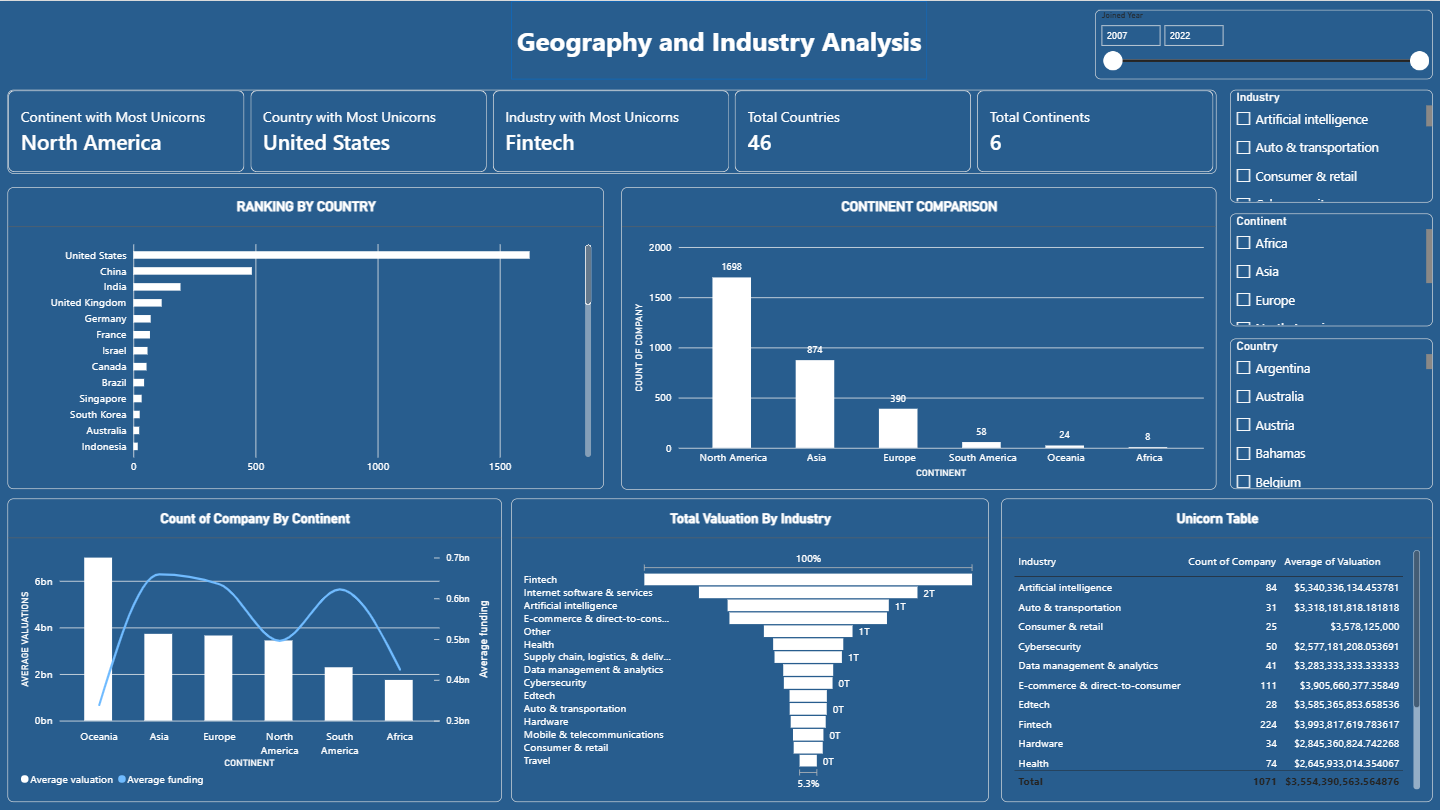 Geography and Industry Analysis
Joined Year
2007 2022
Continent with Most Unicorns
North America
Country with Most Unicorns
United States
Industry with Most Unicorns
Fintech
Total Countries
46
Total Continents
6
Industry
Artificial intelligence
Auto & transportation
Consumer & retail
Continent
Africa
Asia
Europe
Country
Argentina
Australia
Austria
Bahamas
Belgium
RANKING BY COUNTRY
United States
China
India
United Kingdom
Germany
France
Israel
Canada
Brazil
Singapore
South Korea
Australia
Indonesia
0 500 1000 1500
CONTINENT COMPARISON
COUNT OF COMPANY
2000
1500
1000
500
0
1698
874
390
58
24
8
North America Asia Europe South America Oceania Africa
CONTINENT
Count of Company By Continent
AVERAGE VALUATIONS
6bn
4bn
2bn
0bn
0.7bn
0.6bn
0.5bn
0.4bn
0.3bn
Average funding
Oceania Asia Europe North America South America Africa
CONTINENT
Average valuation Average funding
Total Valuation By Industry
100%
Fintech
Internet software & services 2T
Artificial intelligence 1T
E-commerce & direct-to-cons...
Other 1T
Health
Supply chain, logistics, & deliv... 1T
Data management & analytics
Cybersecurity 0T
Edtech
Auto & transportation 0T
Hardware
Mobile & telecommunications 0T
Consumer & retail
Travel 0T
5.3%
Unicorn Table
Industry Count of Company Average of Valuation
Artificial intelligence 84 $5,340,336,134.453781
Auto & transportation 31 $3,318,181,818.181818
Consumer & retail 25 $3,578,125,000
Cybersecurity 50 $2,577,181,208.053691
Data management & analytics 41 $3,283,333,333.333333
E-commerce & direct-to-consumer 111 $3,905,660,377.35849
Edtech 28 $3,585,365,853.658536
Fintech 224 $3,993,817,619.783617
Hardware 34 $2,845,360,824.742268
Health 74 $2,645,933,014.354067
Total 1071 $3,554,390,563.564876